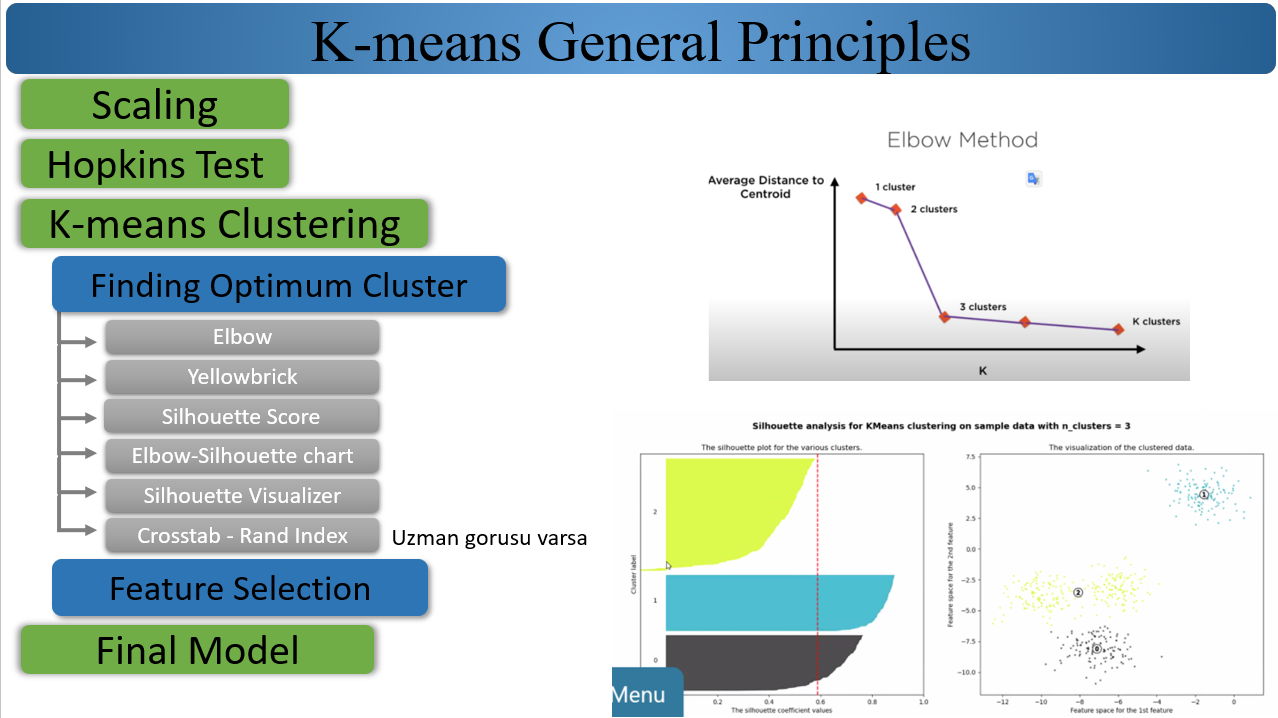 K-means General Principles
Scaling
Hopkins Test
K-means Clustering
Finding Optimum Cluster
Elbow
Yellowbrick
Silhouette Score
Elbow-Silhouette chart
Silhouette Visualizer
Crosstab - Rand Index
Uzman gorusu varsa
Feature Selection
Final Model
Elbow Method
Average Distance to
Centroid
1 cluster
2 clusters
3 clusters
K clusters
K
Silhouette analysis for KMeans clustering on sample data with n_clusters = 3
The silhouette plot for the various clusters.
Cluster label
2
1
0
0.2 0.4 0.6 0.8 1.0
The silhouette coefficient values
Menu
The visualization of the clustered data.
Feature space for the 2nd feature
7.5
5.0
2.5
0.0
−2.5
−5.0
−7.5
−10.0
1
2
0
−12 −10 −8 −6 −4 −2 0
Feature space for the 1st feature